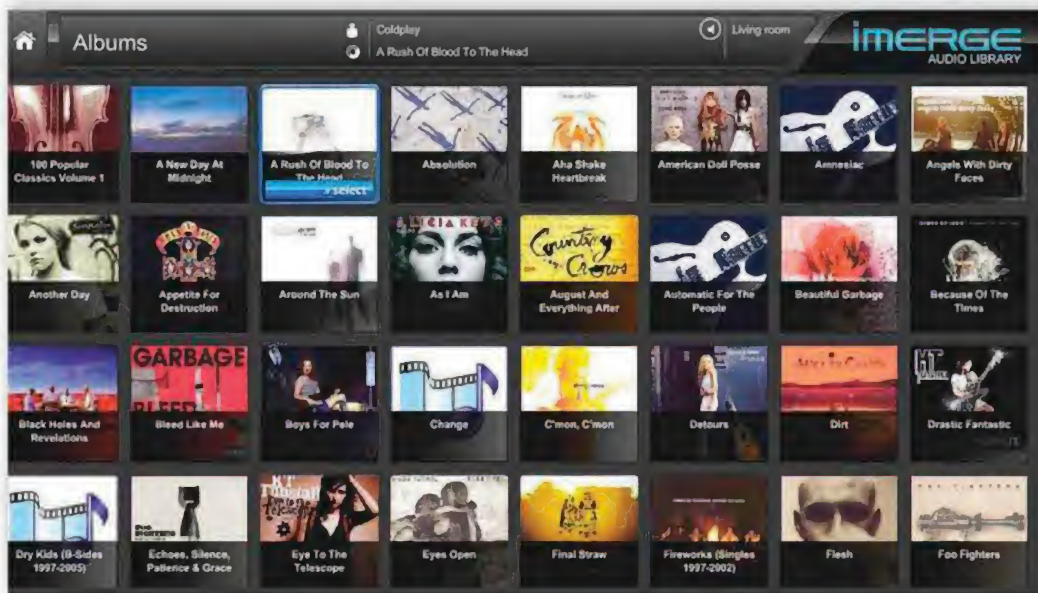 Albums
Coldplay
A Rush Of Blood To The Head
Living room
iMERGE
AUDIO LIBRARY
100 Popular
Classics Volume 1
A New Day At
Midnight
A Rush Of Blood To
The Head
select
Absolution
Aha Shake
Heartbreak
American Doll Posse
Amnesiac
Angels With Dirty
Faces
Another Day
Appetite For
Destruction
Around The Sun
ALICIA KEYS
As I Am
Counting
Crows
August And
Everything After
Automatic For The
People
Beautiful Garbage
Because Of The
Times
Black Holes And
Revelations
GARBAGE
BLEED
Bleed Like Me
Boys For Pele
Change
C'mon, C'mon
Detours
Dirt
Drastic Fantastic
Dry Kids (B-Sides
1997-2005)
Echoes, Silence,
Patience & Grace
KT
Tunstall
Eye To The
Telescope
Eyes Open
Final Straw
Fireworks (Singles
1997-2002)
Flesh
Foo Fighters